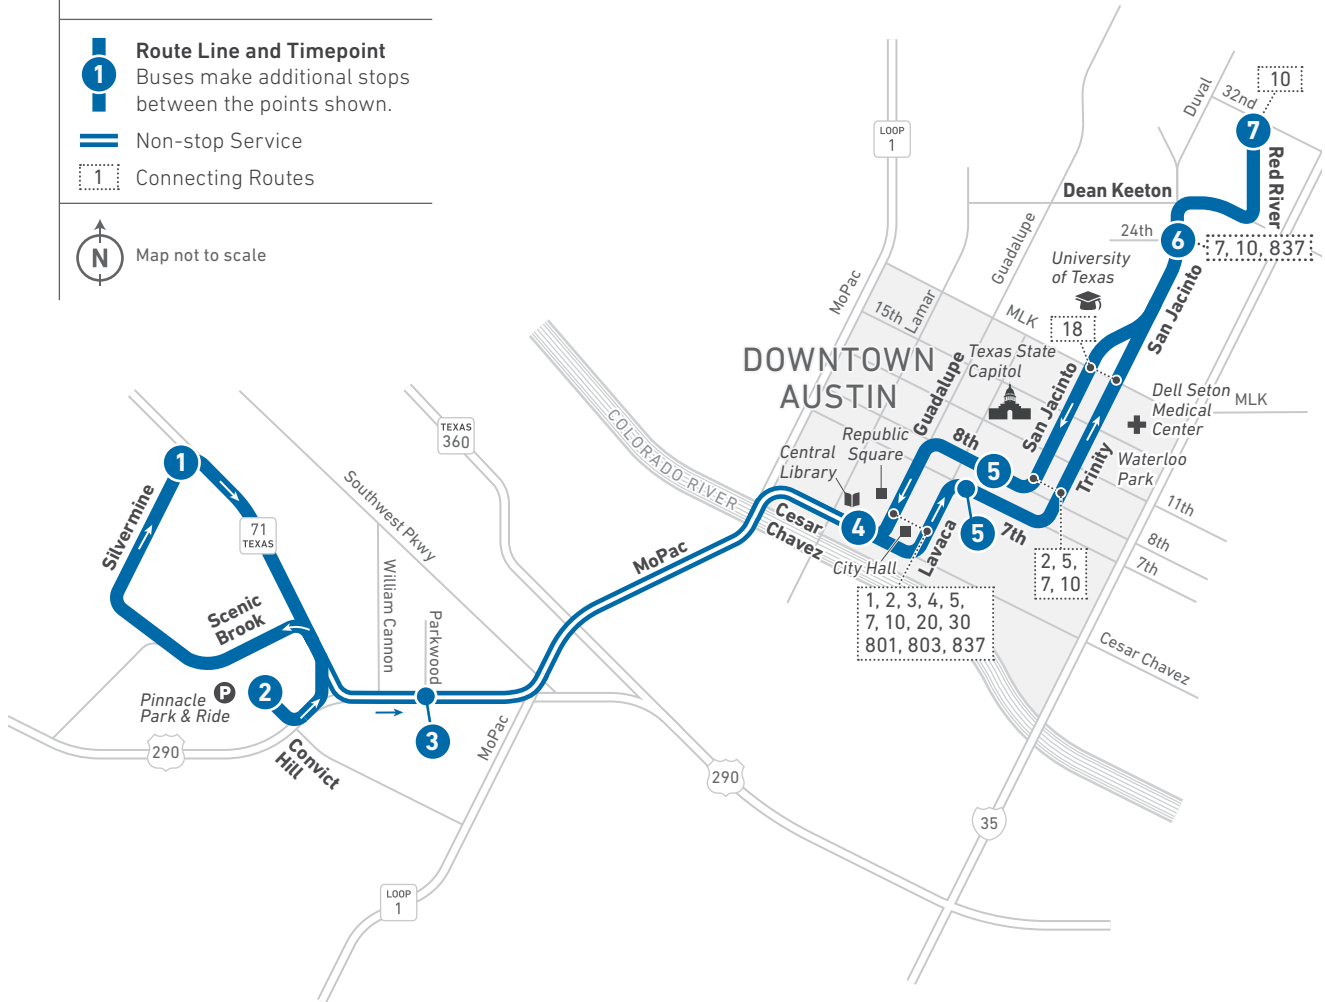 Route Line and Timepoint
1
Buses make additional stops
between the points shown.
Non-stop Service
1
Connecting Routes
N
Map not to scale
10
32nd
Duval
7
Red River
LOOP
1
Dean Keeton
24th
6
7, 10, 837
Guadalupe
University
of Texas
San Jacinto
MoPac
Lamar
15th
MLK
18
DOWNTOWN
AUSTIN
Guadalupe
Texas State
Capitol
San Jacinto
Dell Seton
Medical
Center
MLK
TEXAS
360
COLORADO RIVER
Republic
Square
Central
Library
8th
5
Trinity
Waterloo
Park
11th
8th
7th
1
Silvermine
71
TEXAS
Southwest Pkwy
William Cannon
Parkwood
MoPac
Cesar
Chavez
4
City Hall
Lavaca
5
7th
2, 5,
7, 10
1, 2, 3, 4, 5,
7, 10, 20, 30
801, 803, 837
Cesar Chavez
Scenic
Brook
Pinnacle
Park & Ride
P
2
3
290
Convict
Hill
MoPac
290
35
LOOP
1